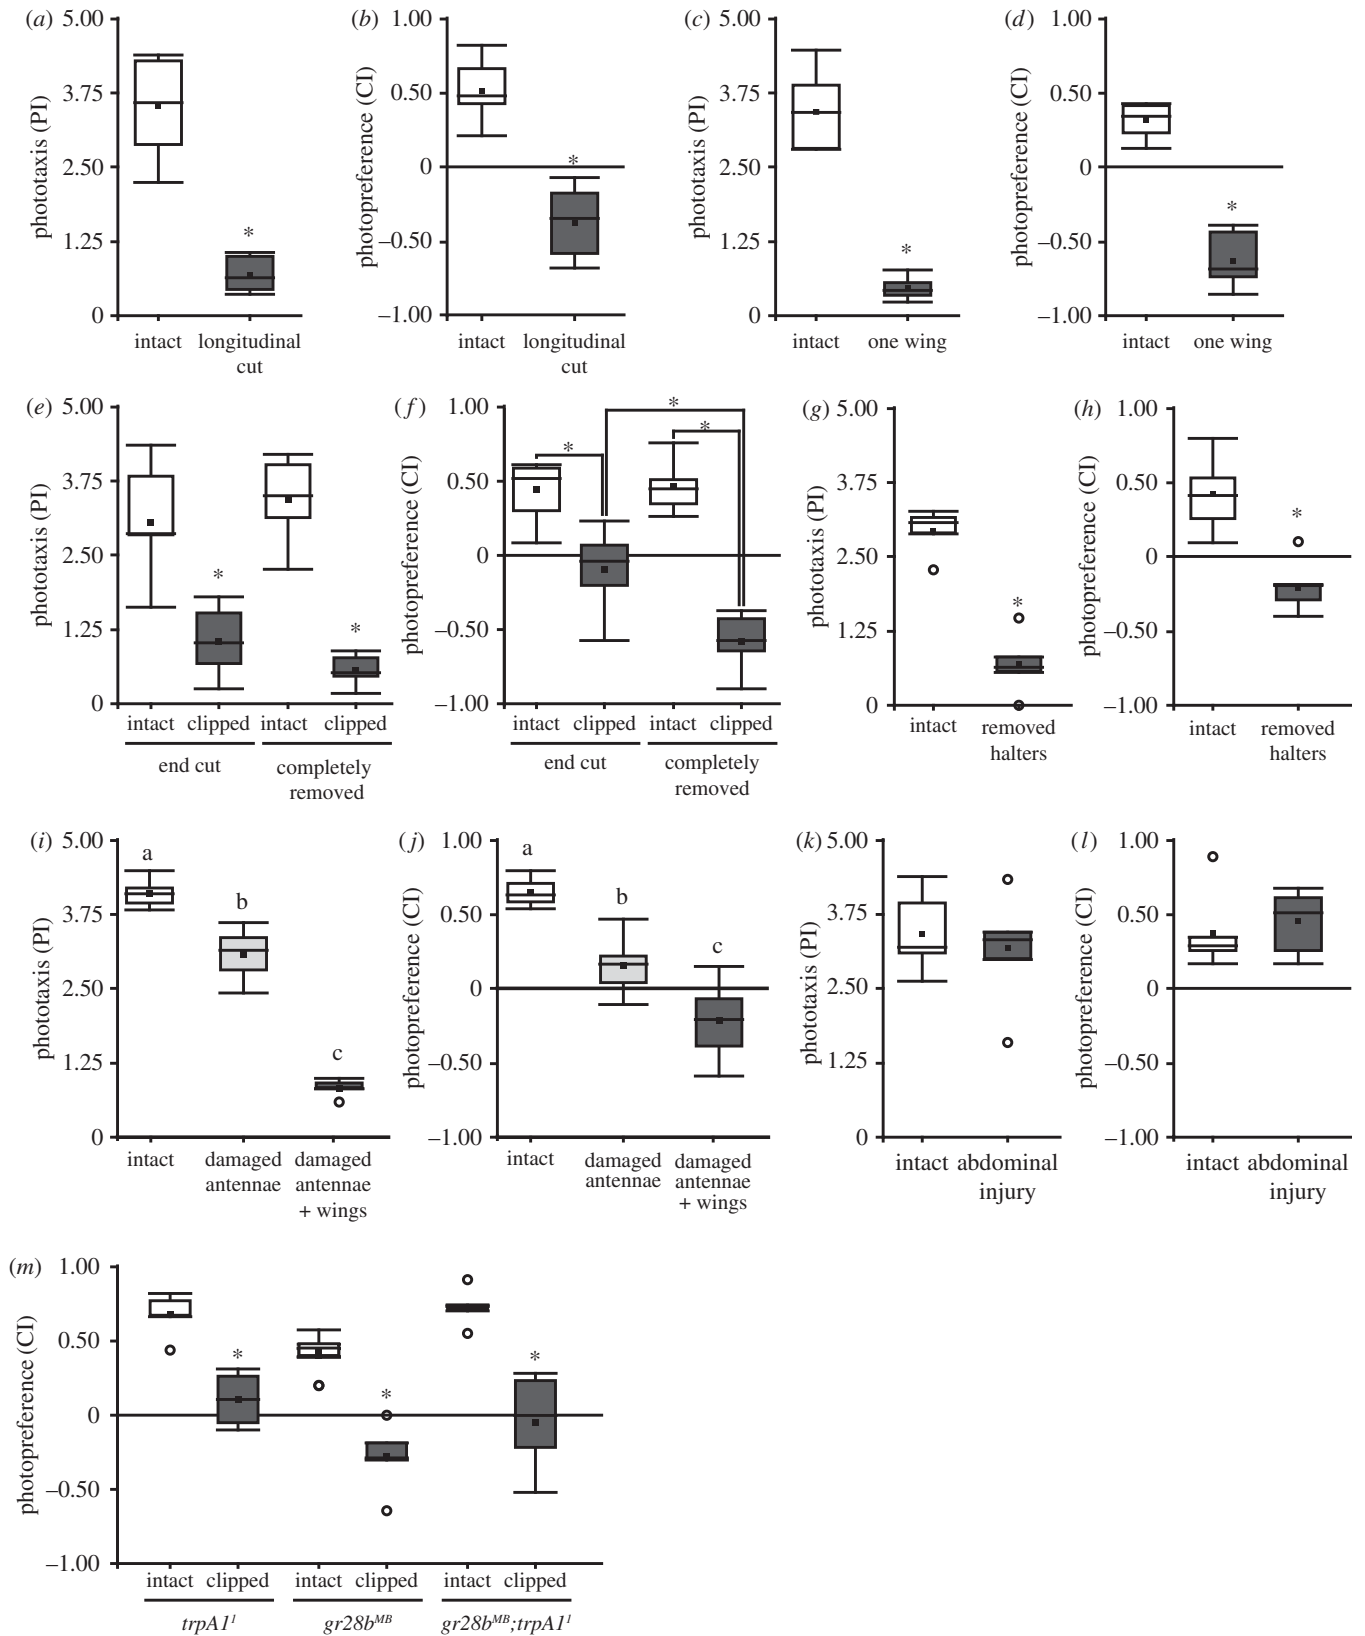 (a) 5.00 (b) 1.00 (c) 5.00 (d) 1.00
3.75 0.50 3.75 0.50
2.50 0 2.50 0
1.25 –0.50 1.25 –0.50
0 –1.00 0 –1.00
phototaxis (PI) photopreference (CI) phototaxis (PI) photopreference (CI)
* * * *
intact longitudinal intact longitudinal intact one wing intact one wing
cut cut
(e) 5.00 (f) 1.00 (g) 5.00 (h) 1.00
3.75 0.50 3.75 0.50
2.50 0 2.50 0
1.25 –0.50 1.25 –0.50
0 –1.00 0 –1.00
phototaxis (PI) photopreference (CI) phototaxis (PI) photopreference (CI)
* * * * * * *
intact clipped intact clipped intact clipped intact clipped intact removed intact removed
halters halters
end cut completely end cut completely
removed removed
(i) 5.00 (j) 1.00 (k) 5.00 (l) 1.00
3.75 0.50 3.75 0.50
2.50 0 2.50 0
1.25 –0.50 1.25 –0.50
0 –1.00 0 –1.00
phototaxis (PI) photopreference (CI) phototaxis (PI) photopreference (CI)
a b c a b c
intact damaged damaged intact damaged damaged intact abdominal intact abdominal
antennae antennae antennae antennae injury injury
+ wings + wings
(m) 1.00
0.50
0
–0.50
–1.00
photopreference (CI)
* * *
intact clipped intact clipped intact clipped
trpA1¹ gr28bᴹᴮ gr28bᴹᴮ;trpA1¹